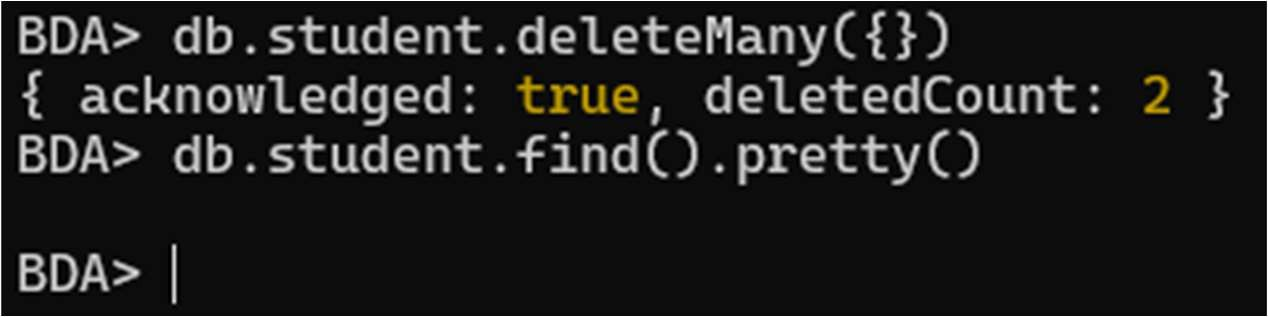 BDA> db.student.deleteMany({})
{ acknowledged: true, deletedCount: 2 }
BDA> db.student.find().pretty()
BDA>